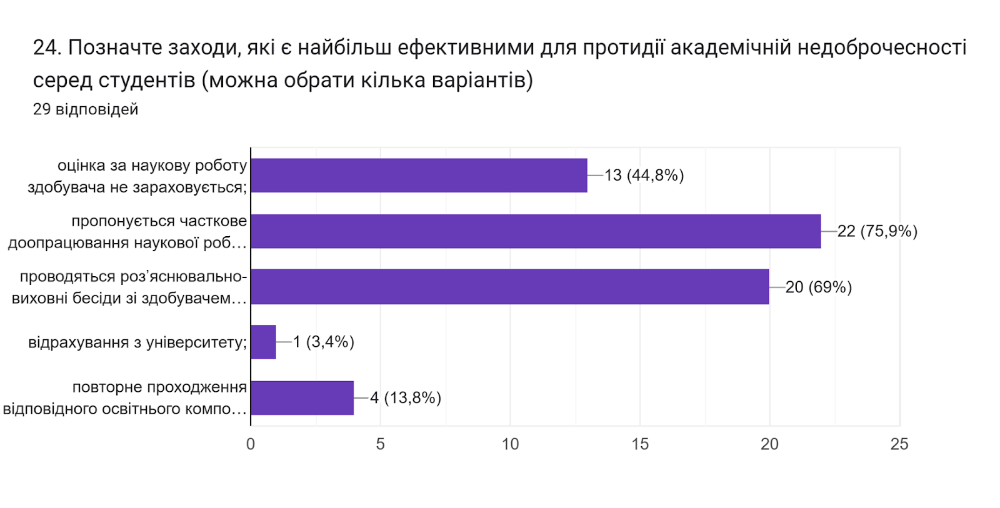 24. Позначте заходи, які є найбільш ефективними для протидії академічній недоброчесності
серед студентів (можна обрати кілька варіантів)
29 відповідей
оцінка за наукову роботу
здобувача не зараховується;
13 (44,8%)
пропонується часткове
доопрацювання наукової роб…
22 (75,9%)
проводяться роз’яснювально-
виховні бесіди зі здобувачем…
20 (69%)
відрахування з університету;
1 (3,4%)
повторне проходження
відповідного освітнього компо…
4 (13,8%)
0 5 10 15 20 25